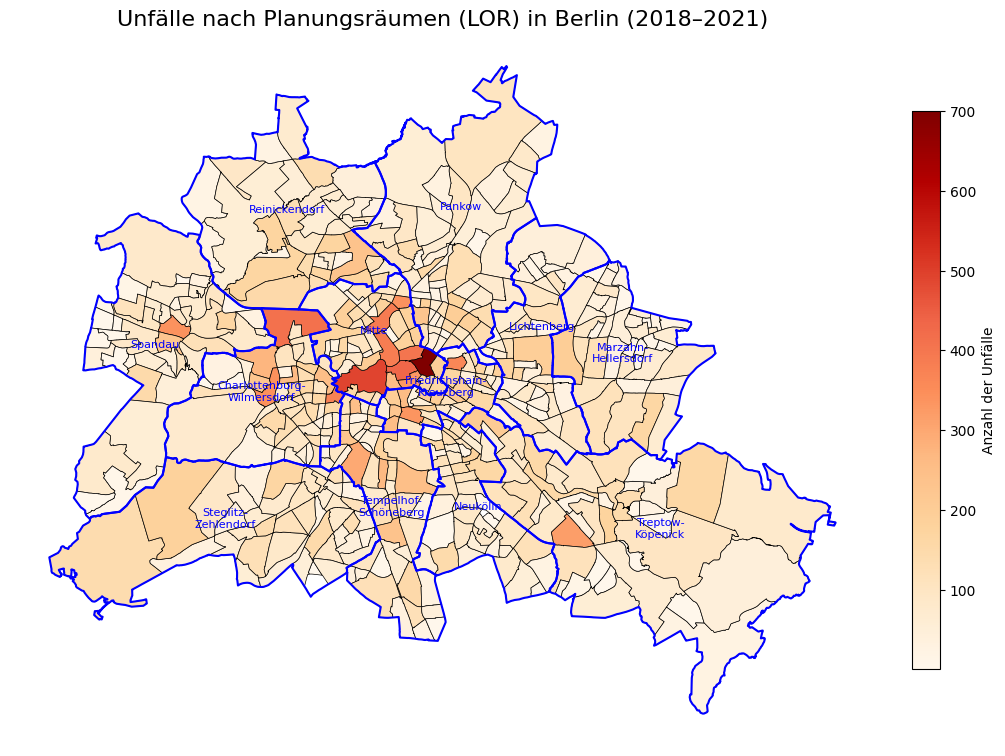 Unfälle nach Planungsräumen (LOR) in Berlin (2018–2021)
Reinickendorf
Pankow
Mitte
Lichtenberg
Spandau
Marzahn-
Hellersdorf
Charlottenburg-
Wilmersdorf
Friedrichshain-
Kreuzberg
Steglitz-
Zehlendorf
Tempelhof-
Schöneberg
Neukölln
Treptow-
Köpenick
700
600
500
400
300
200
100
Anzahl der Unfälle